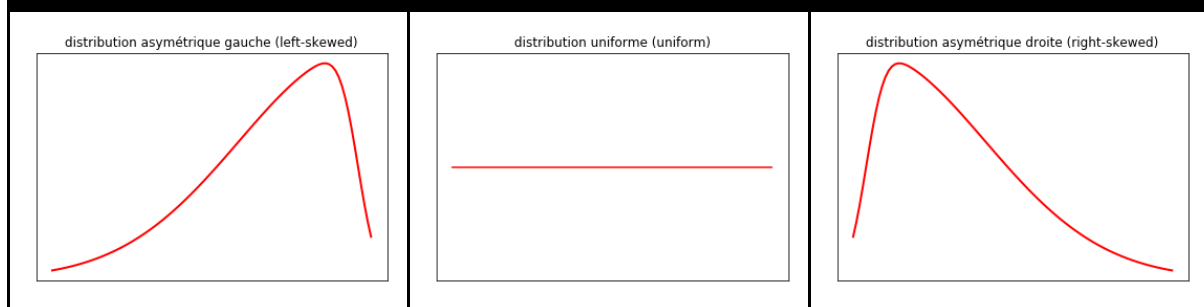 distribution asymétrique gauche (left-skewed)
distribution uniforme (uniform)
distribution asymétrique droite (right-skewed)